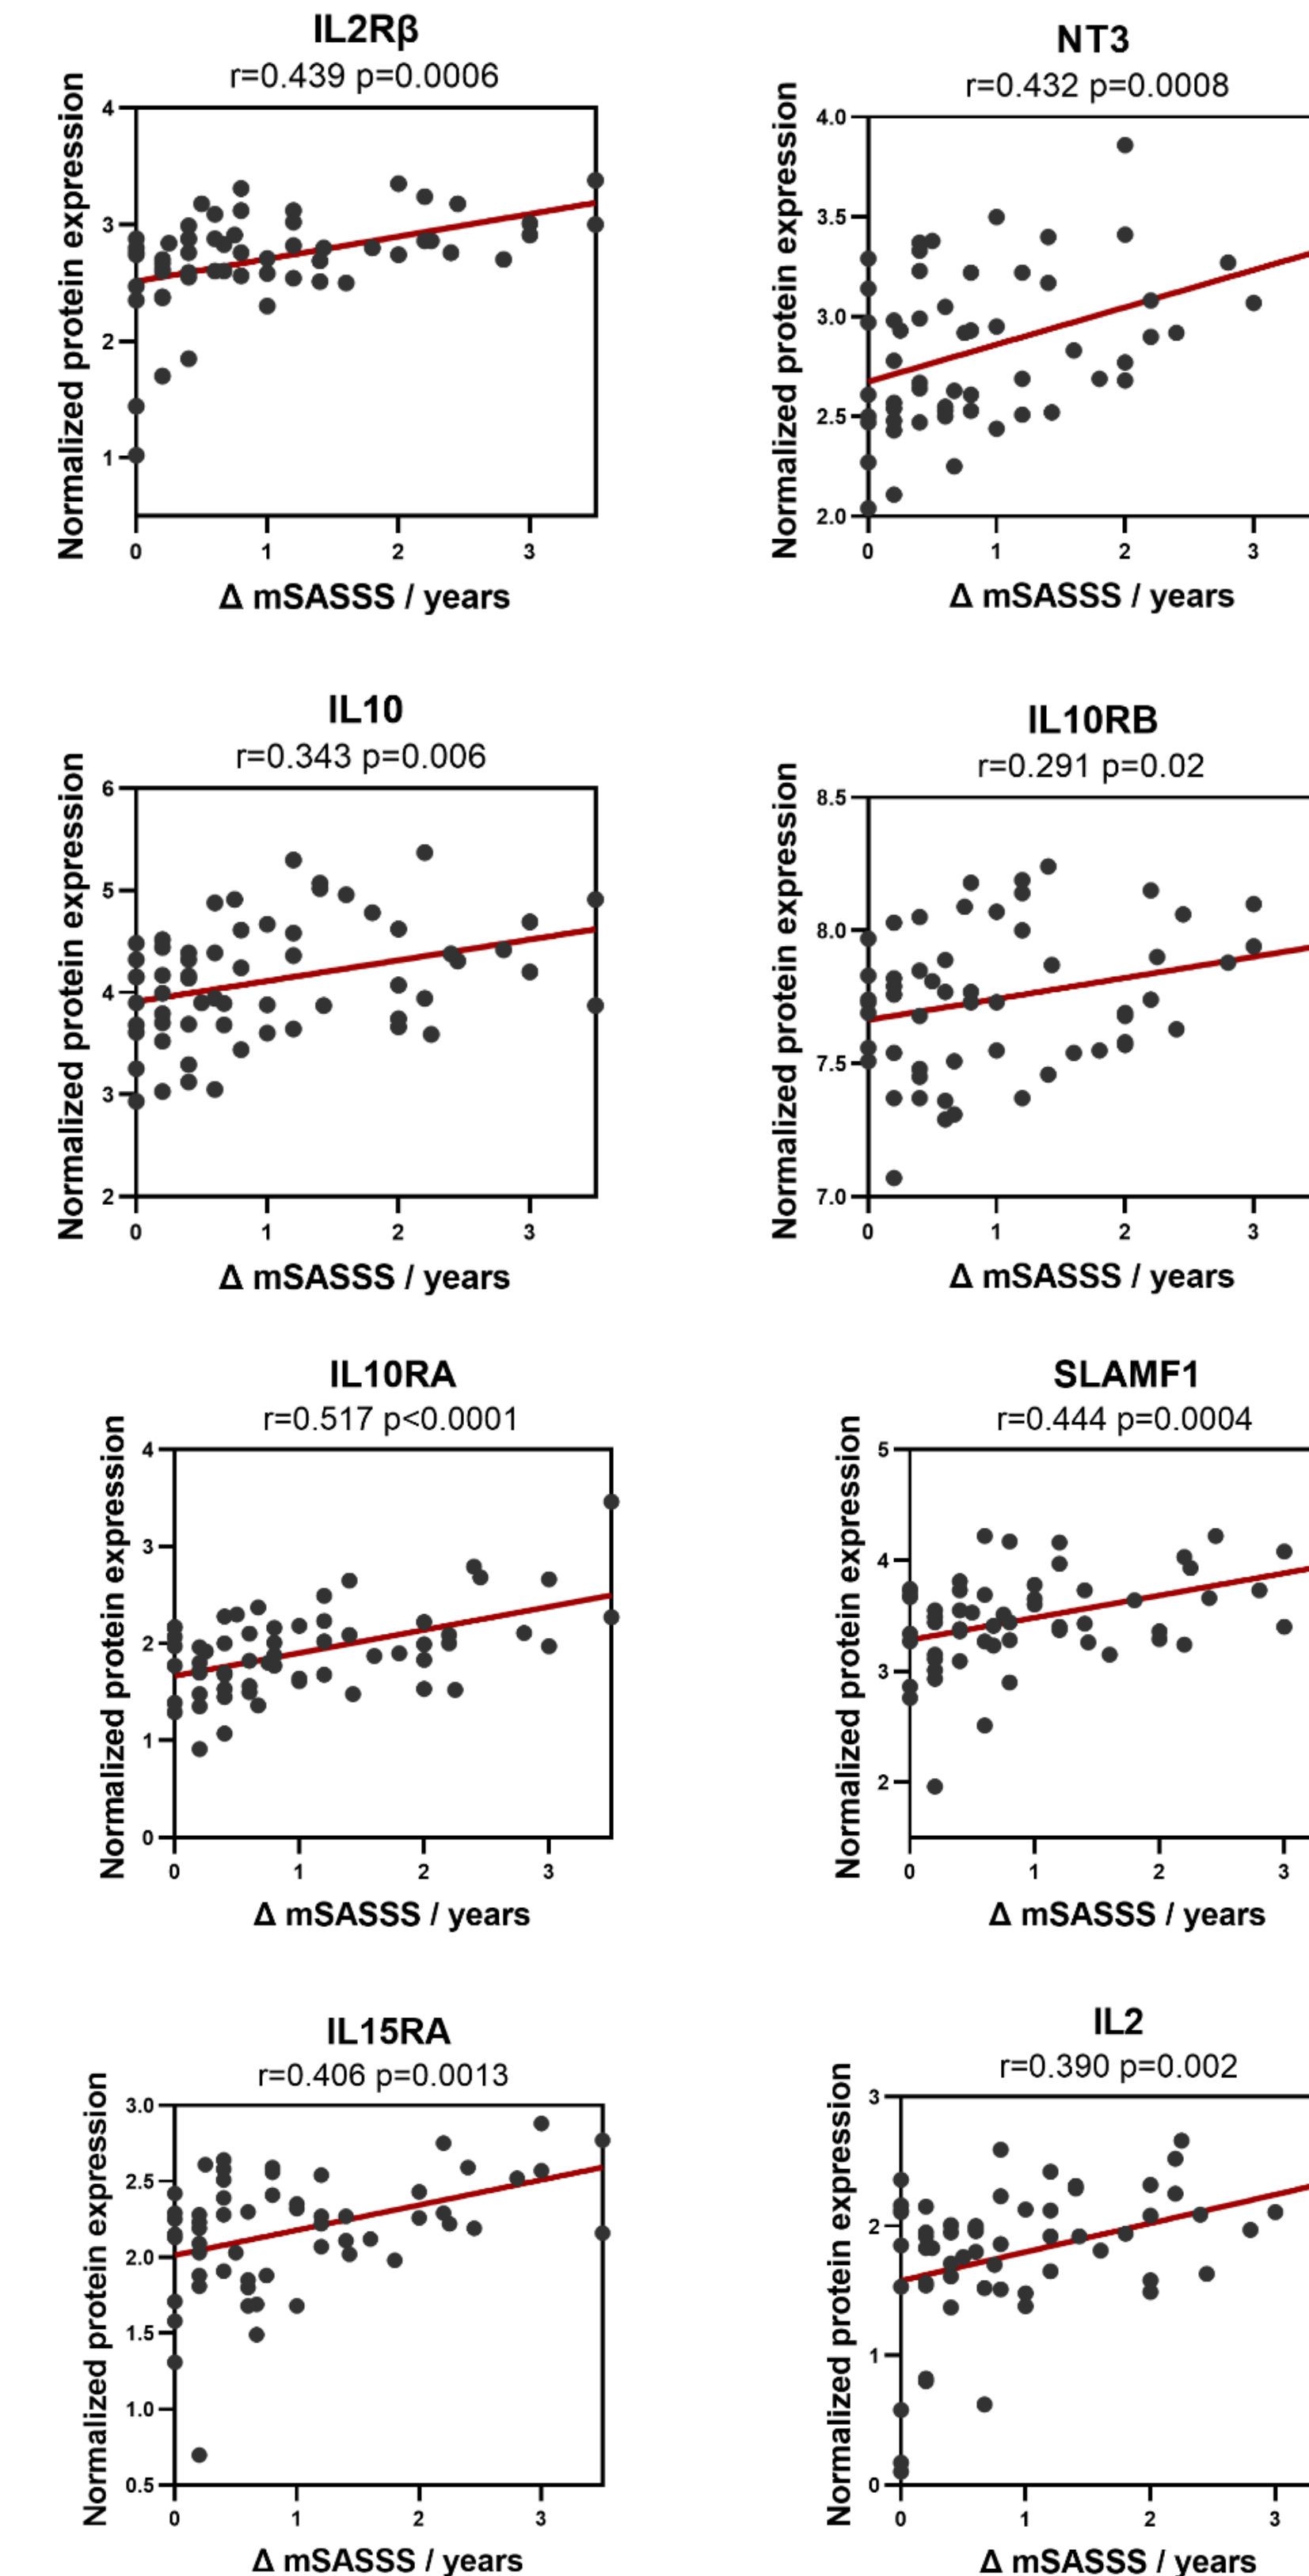 IL2Rβ
r=0.439 p=0.0006
Normalized protein expression
4
3
2
1
0 1 2 3
Δ mSASSS / years
NT3
r=0.432 p=0.0008
Normalized protein expression
4.0
3.5
3.0
2.5
2.0
0 1 2 3
Δ mSASSS / years
IL10
r=0.343 p=0.006
Normalized protein expression
6
5
4
3
2
0 1 2 3
Δ mSASSS / years
IL10RB
r=0.291 p=0.02
Normalized protein expression
8.5
8.0
7.5
7.0
0 1 2 3
Δ mSASSS / years
IL10RA
r=0.517 p<0.0001
Normalized protein expression
4
3
2
1
0
0 1 2 3
Δ mSASSS / years
SLAMF1
r=0.444 p=0.0004
Normalized protein expression
5
4
3
2
0 1 2 3
Δ mSASSS / years
IL15RA
r=0.406 p=0.0013
Normalized protein expression
3.0
2.5
2.0
1.5
1.0
0.5
0 1 2 3
Δ mSASSS / years
IL2
r=0.390 p=0.002
Normalized protein expression
3
2
1
0
0 1 2 3
Δ mSASSS / years